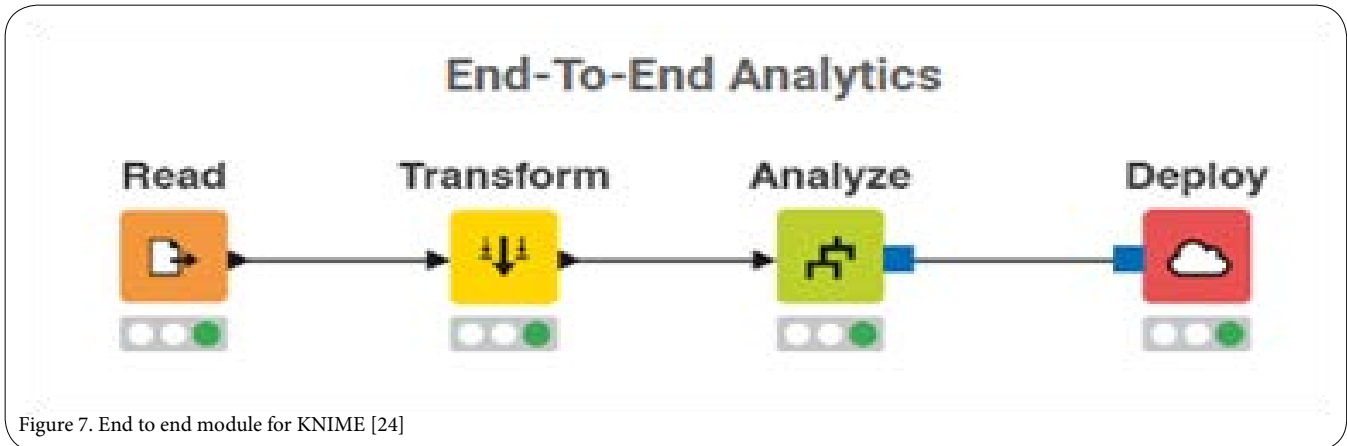 End-To-End Analytics
Read Transform Analyze Deploy
Figure 7. End to end module for KNIME [24]